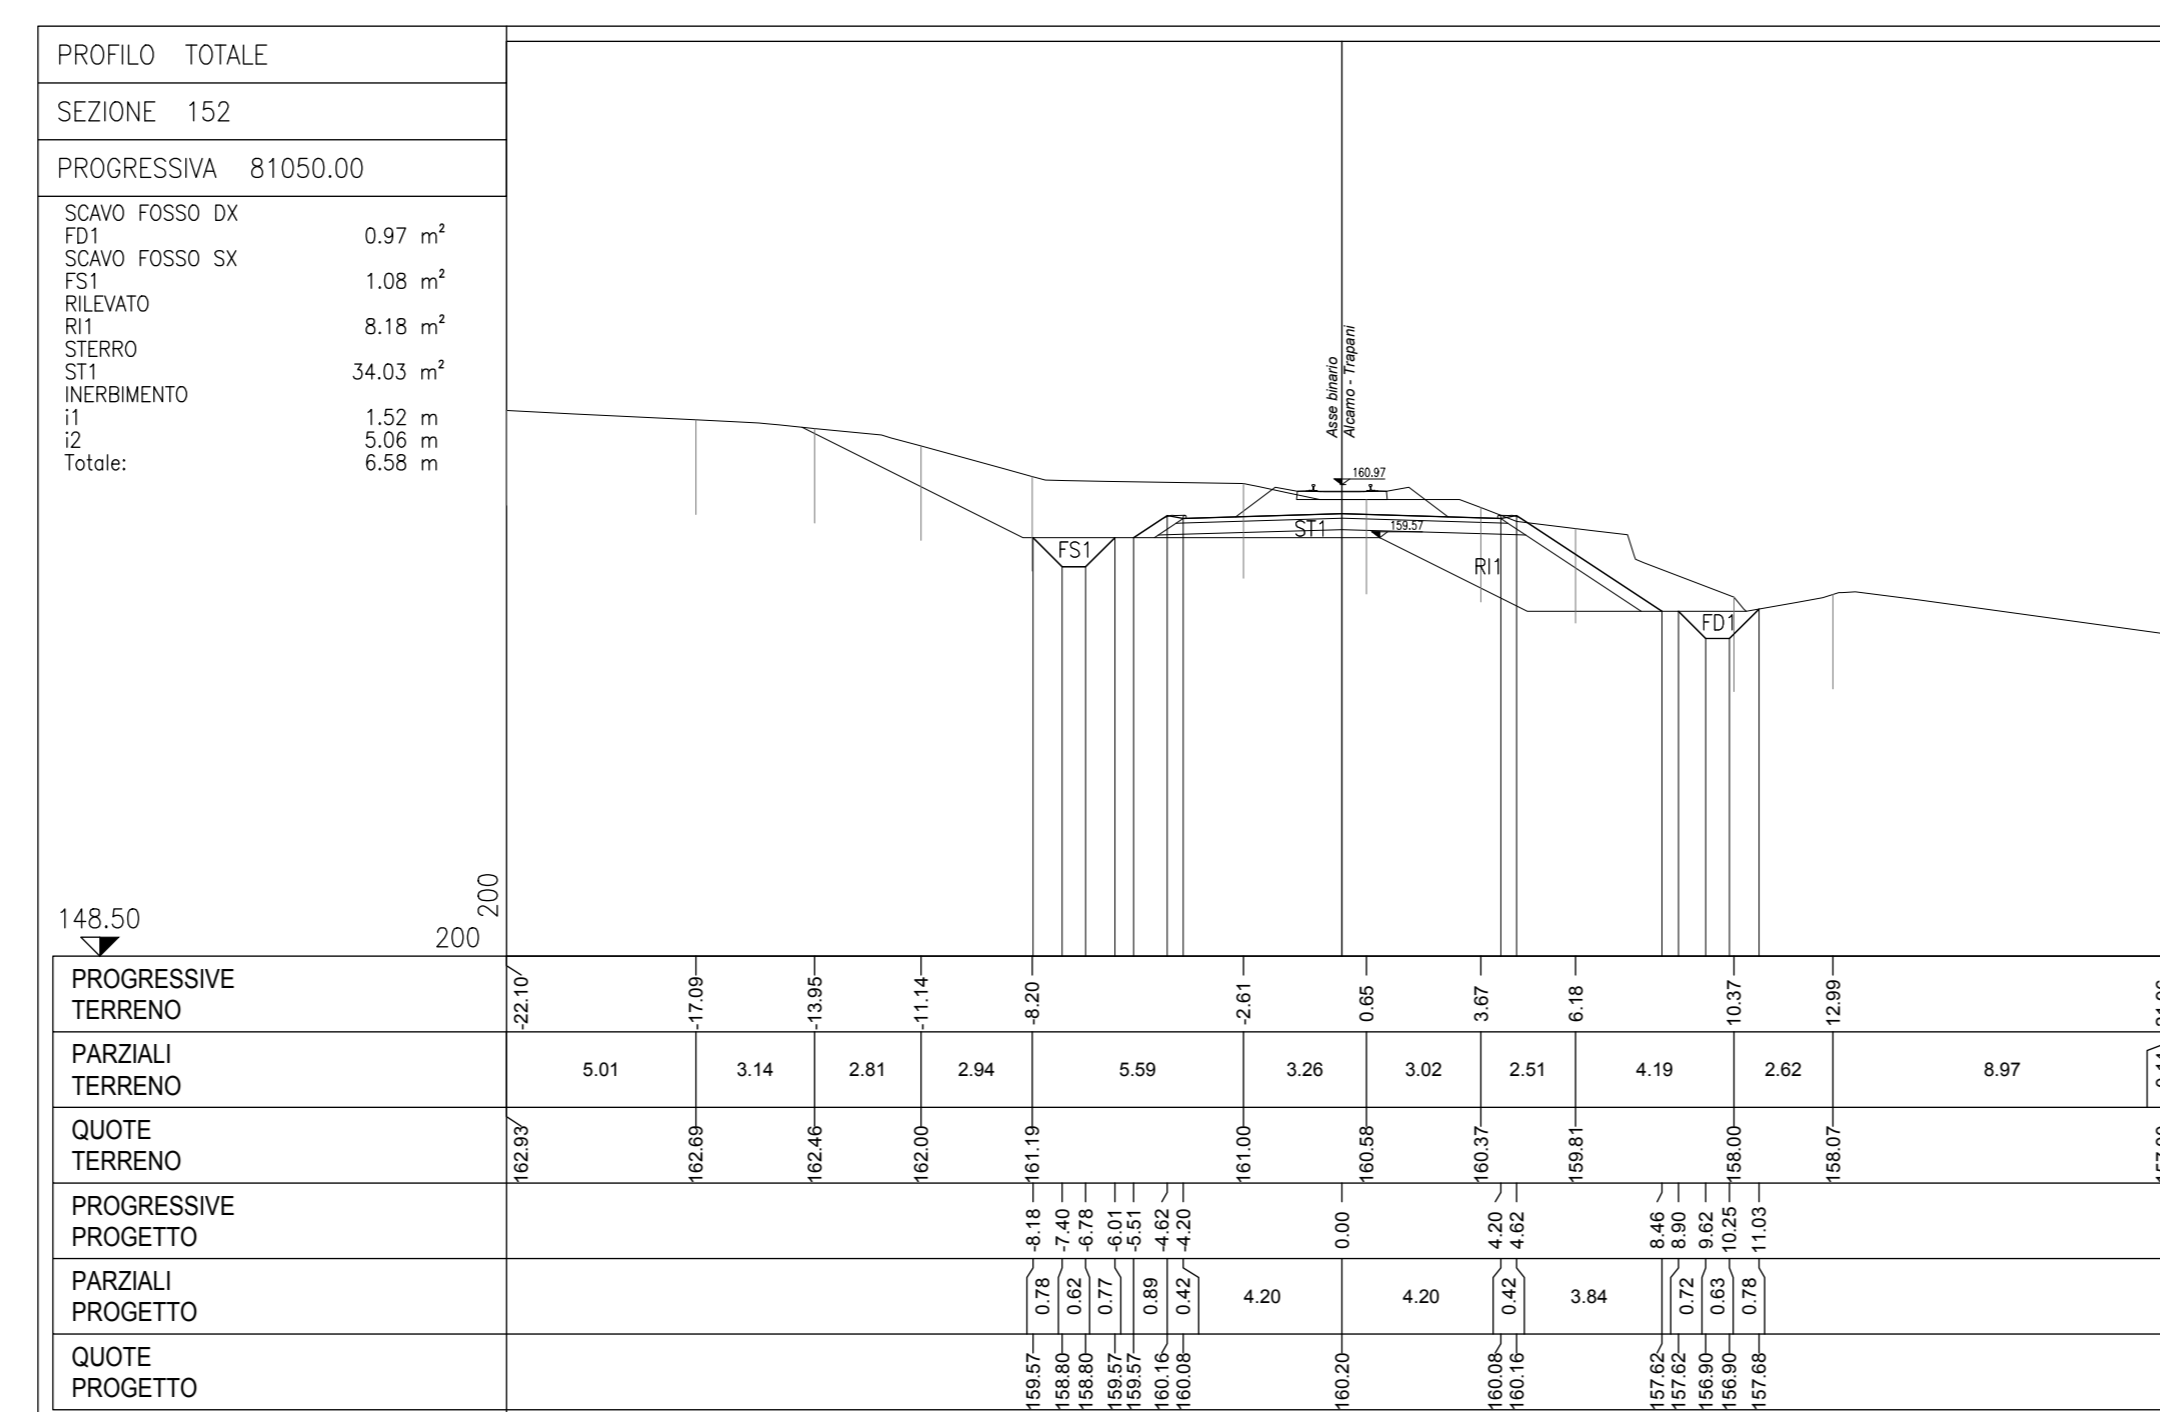 PROFILO TOTALE
SEZIONE 152
PROGRESSIVA 81050.00
SCAVO FOSSO DX
FD1 0.97 m²
SCAVO FOSSO SX
FS1 1.08 m²
RILEVATO
RI1 8.18 m²
STERRO
ST1 34.03 m²
INERBIMENTO
i1 1.52 m
i2 5.06 m
Totale: 6.58 m
Asse binario
Alcamo - Trapani
160.97
ST1
159.57
FS1
RI1
FD1
148.50
200
200
PROGRESSIVE
TERRENO
-22.10 -17.09 -13.95 -11.14 -8.20 -2.61 0.65 3.67 6.18 10.37 12.99
PARZIALI
TERRENO
5.01 3.14 2.81 2.94 5.59 3.26 3.02 2.51 4.19 2.62 8.97
QUOTE
TERRENO
162.93 162.69 162.46 162.00 161.19 161.00 160.58 160.37 159.81 158.00 158.07
PROGRESSIVE
PROGETTO
-8.18 -7.40 -6.78 -6.01 -5.51 -4.62 -4.20 0.00 4.20 4.62 8.46 8.90 9.62 10.25 11.03
PARZIALI
PROGETTO
0.78 0.62 0.77 0.89 0.42 4.20 4.20 0.42 3.84 0.72 0.63 0.78
QUOTE
PROGETTO
159.57 158.80 158.80 159.57 159.57 160.16 160.08 160.20 160.08 160.16 157.62 157.62 156.90 156.90 157.68